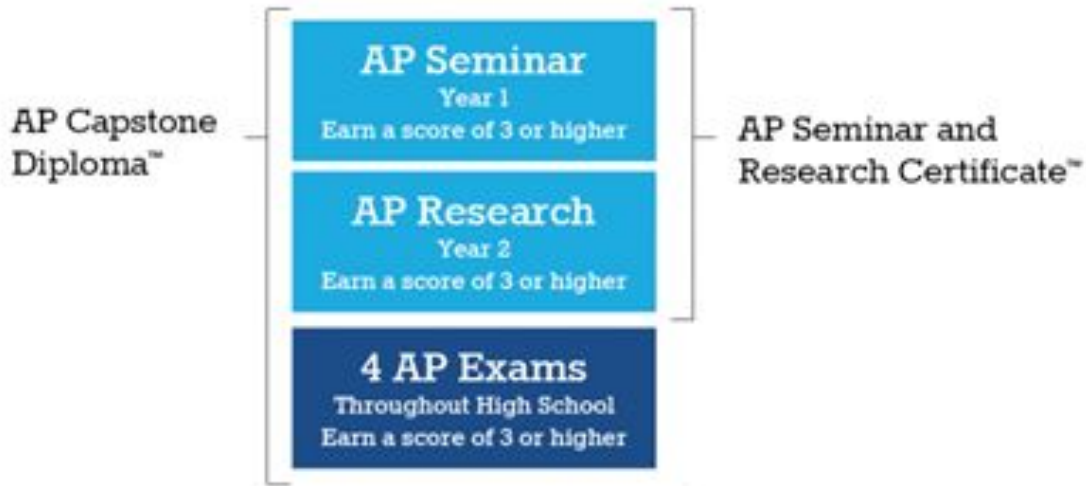 AP Capstone
Diploma™
AP Seminar
Year 1
Earn a score of 3 or higher
AP Research
Year 2
Earn a score of 3 or higher
4 AP Exams
Throughout High School
Earn a score of 3 or higher
AP Seminar and
Research Certificate™